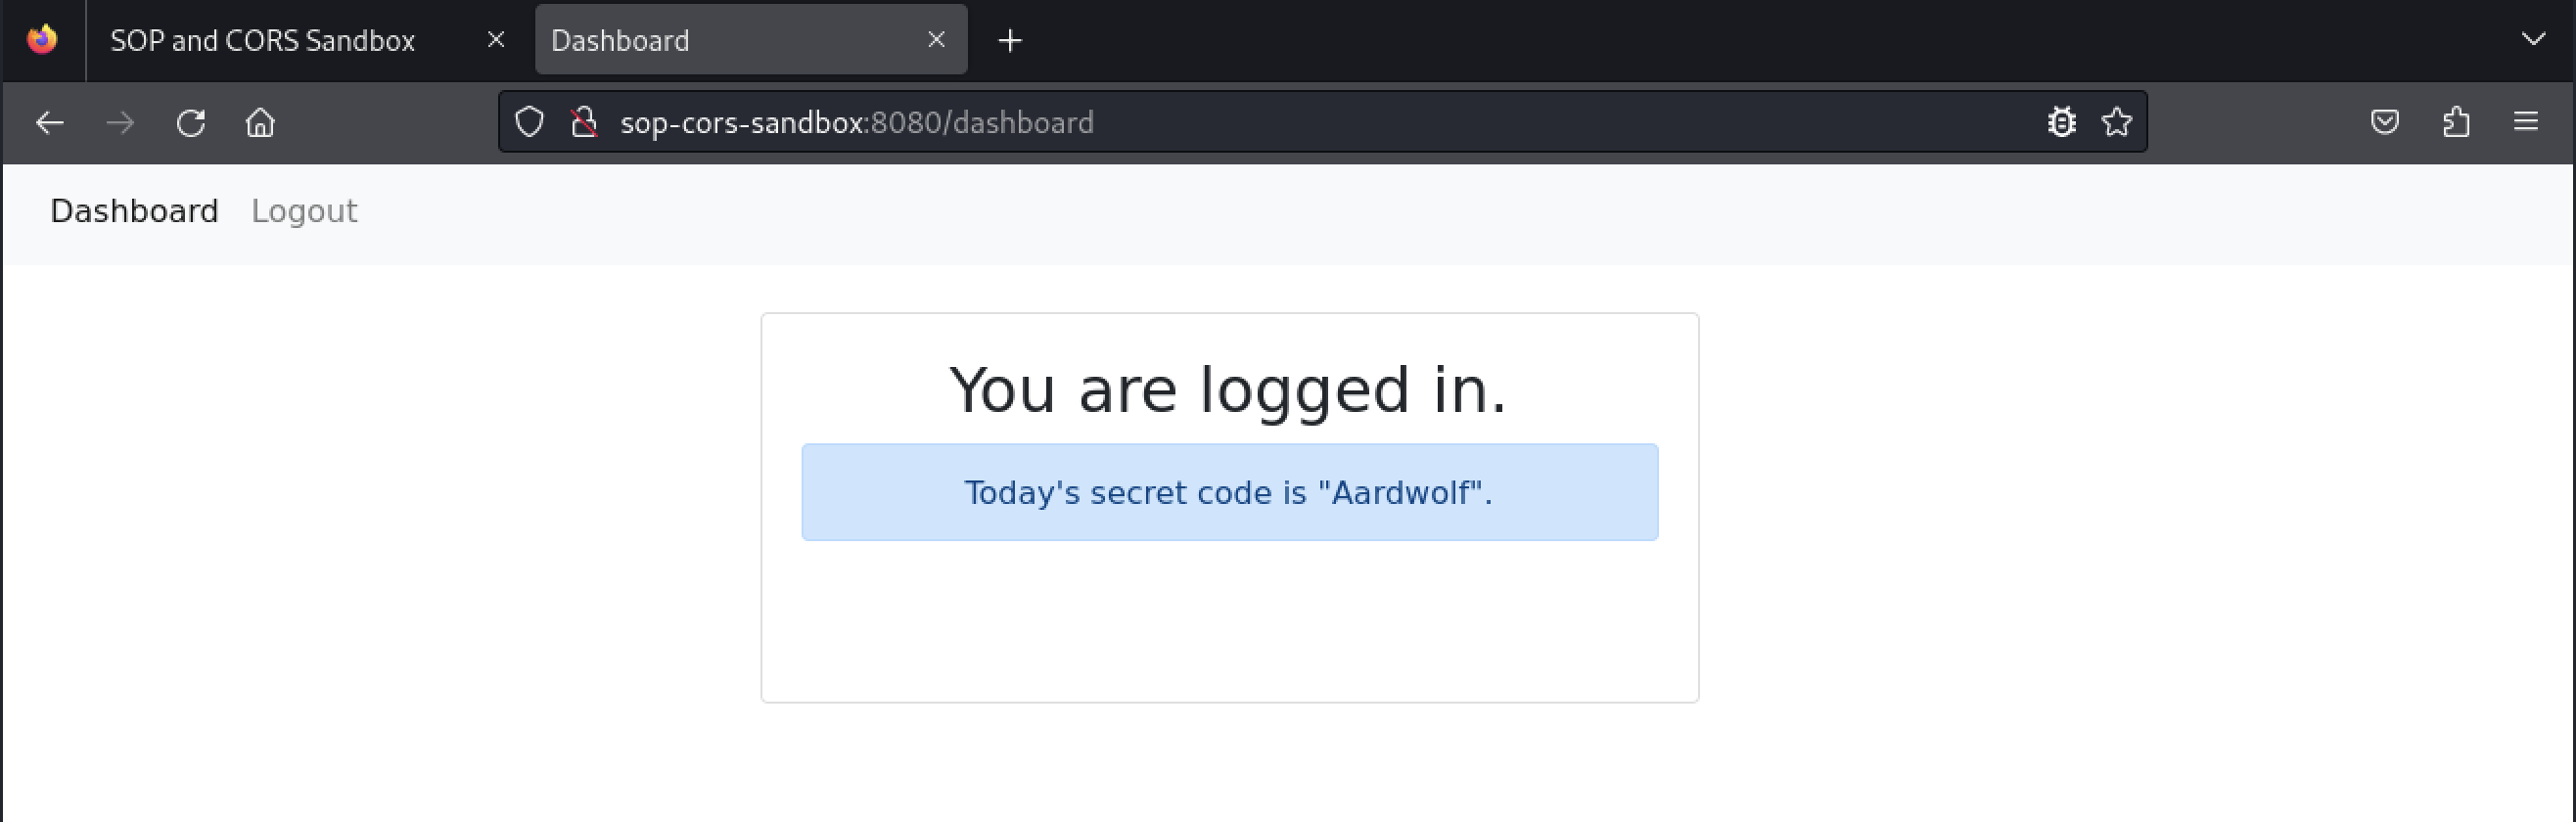 SOP and CORS Sandbox
Dashboard
sop-cors-sandbox:8080/dashboard
Dashboard Logout
You are logged in.
Today's secret code is "Aardwolf".